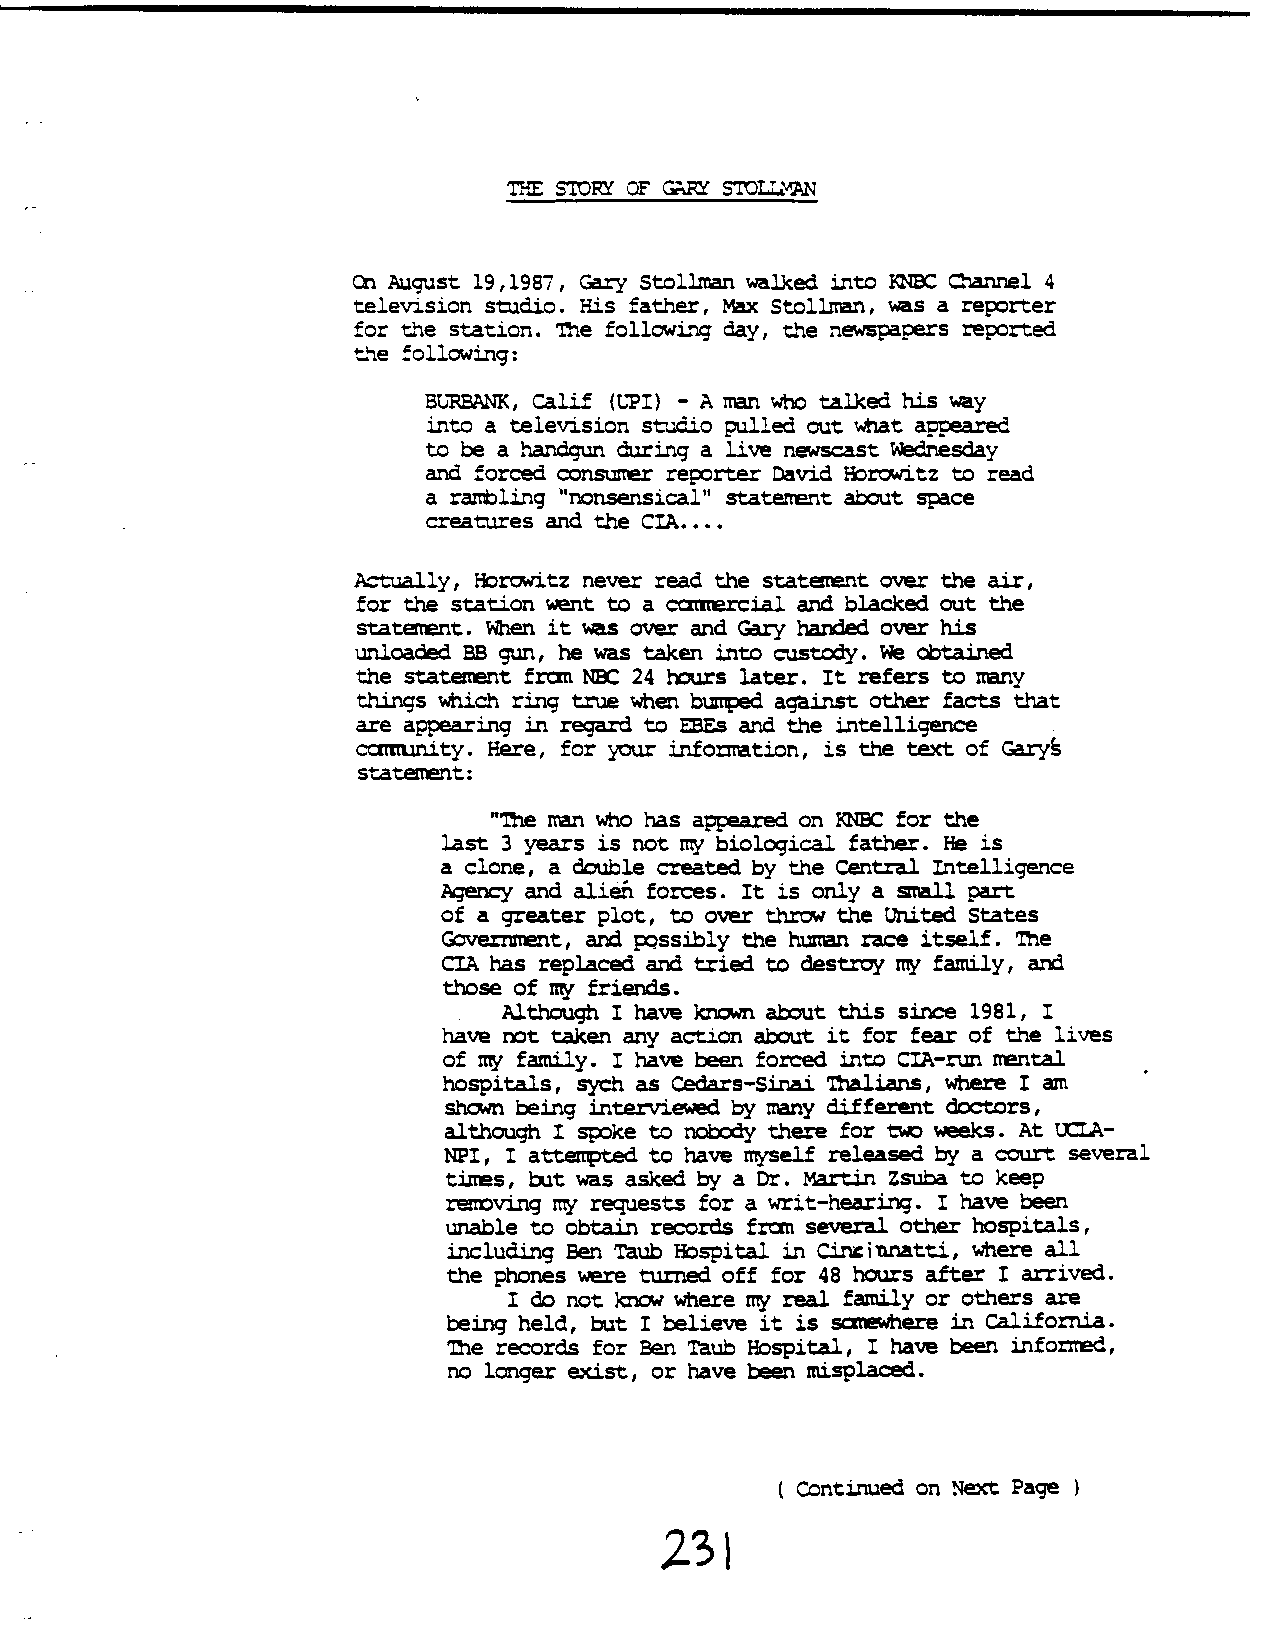 THE STORY OF GARY STOLLMAN
On August 19,1987, Gary Stollman walked into KNBC Channel 4
television studio. His father, Max Stollman, was a reporter
for the station. The following day, the newspapers reported
the following:
BURBANK, Calif (UPI) - A man who talked his way
into a television studio pulled out what appeared
to be a handgun during a live newscast Wednesday
and forced consumer reporter David Horowitz to read
a rambling "nonsensical" statement about space
creatures and the CIA....
Actually, Horowitz never read the statement over the air,
for the station went to a commercial and blacked out the
statement. When it was over and Gary handed over his
unloaded BB gun, he was taken into custody. We obtained
the statement from NBC 24 hours later. It refers to many
things which ring true when bumped against other facts that
are appearing in regard to EBEs and the intelligence
community. Here, for your information, is the text of Gary's
statement:
"The man who has appeared on KNBC for the
last 3 years is not my biological father. He is
a clone, a double created by the Central Intelligence
Agency and alien forces. It is only a small part
of a greater plot, to over throw the United States
Government, and possibly the human race itself. The
CIA has replaced and tried to destroy my family, and
those of my friends.
Although I have known about this since 1981, I
have not taken any action about it for fear of the lives
of my family. I have been forced into CIA-run mental
hospitals, sych as Cedars-Sinai Thalians, where I am
shown being interviewed by many different doctors,
although I spoke to nobody there for two weeks. At UCLA-
NPI, I attempted to have myself released by a court several
times, but was asked by a Dr. Martin Zsuba to keep
removing my requests for a writ-hearing. I have been
unable to obtain records from several other hospitals,
including Ben Taub Hospital in Cincinnatti, where all
the phones were turned off for 48 hours after I arrived.
I do not know where my real family or others are
being held, but I believe it is somewhere in California.
The records for Ben Taub Hospital, I have been informed,
no longer exist, or have been misplaced.
( Continued on Next Page )
231